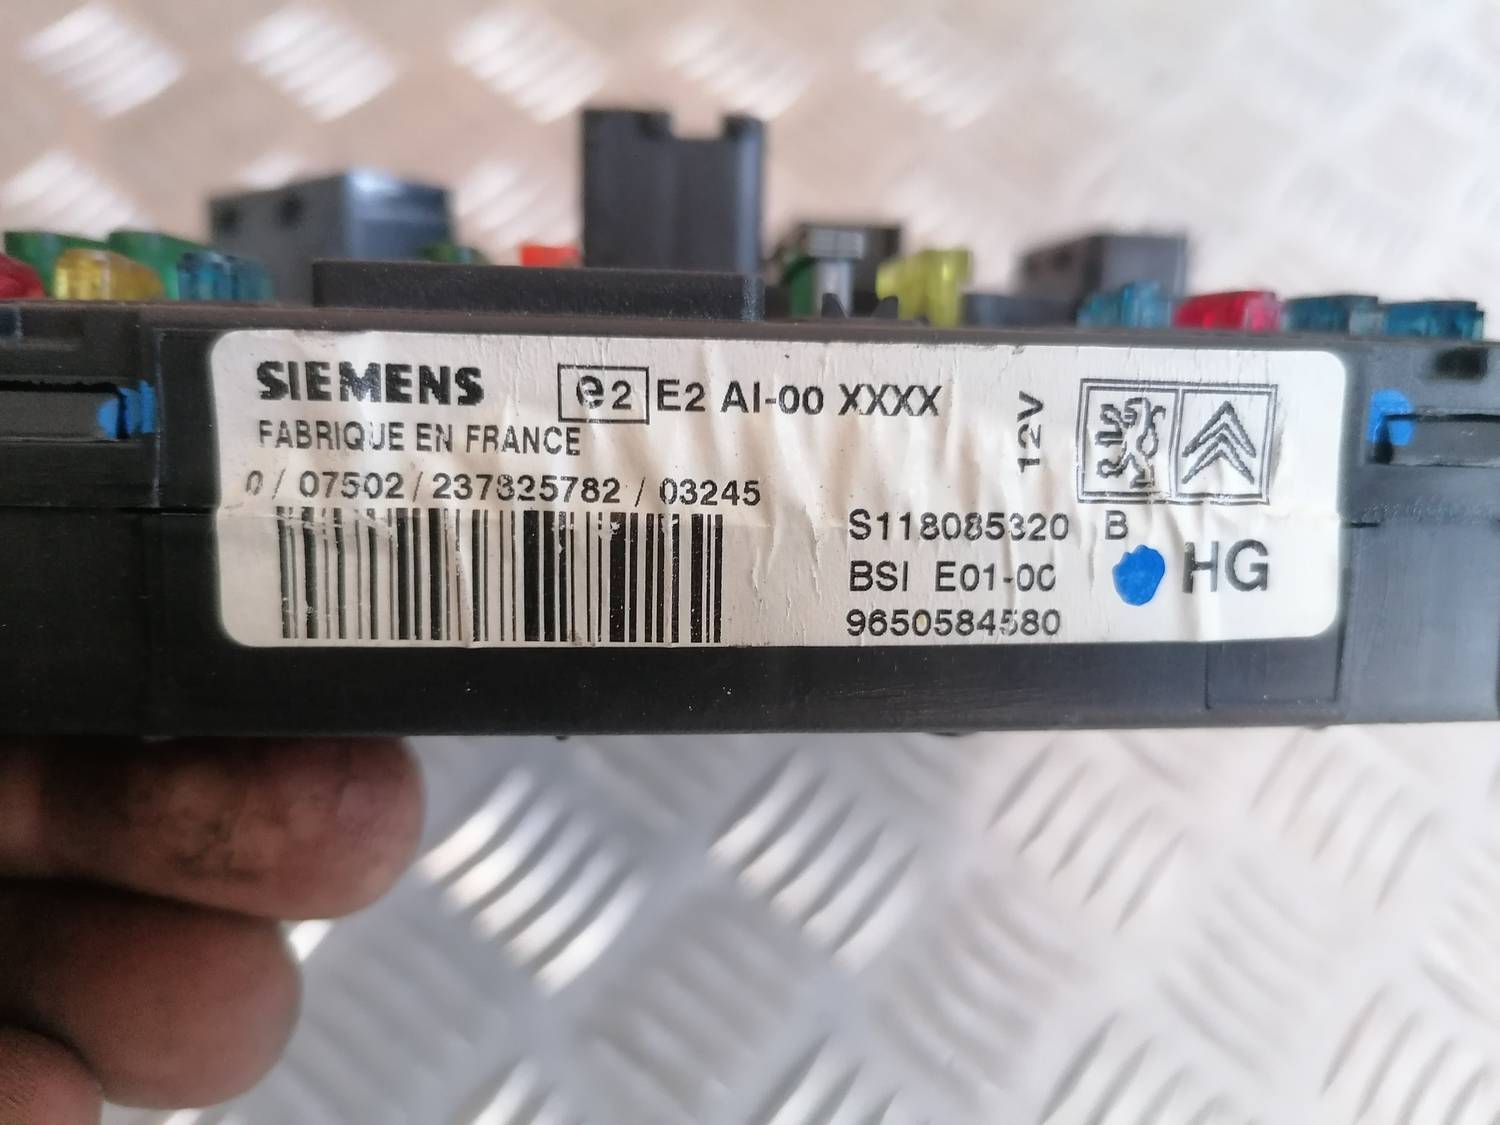 SIEMENS
e2 E2 AI-00 XXXX
FABRIQUE EN FRANCE
12V
0/ 07502/237825782/03245
S118085320 B
BSI E01-00
HG
9650584580